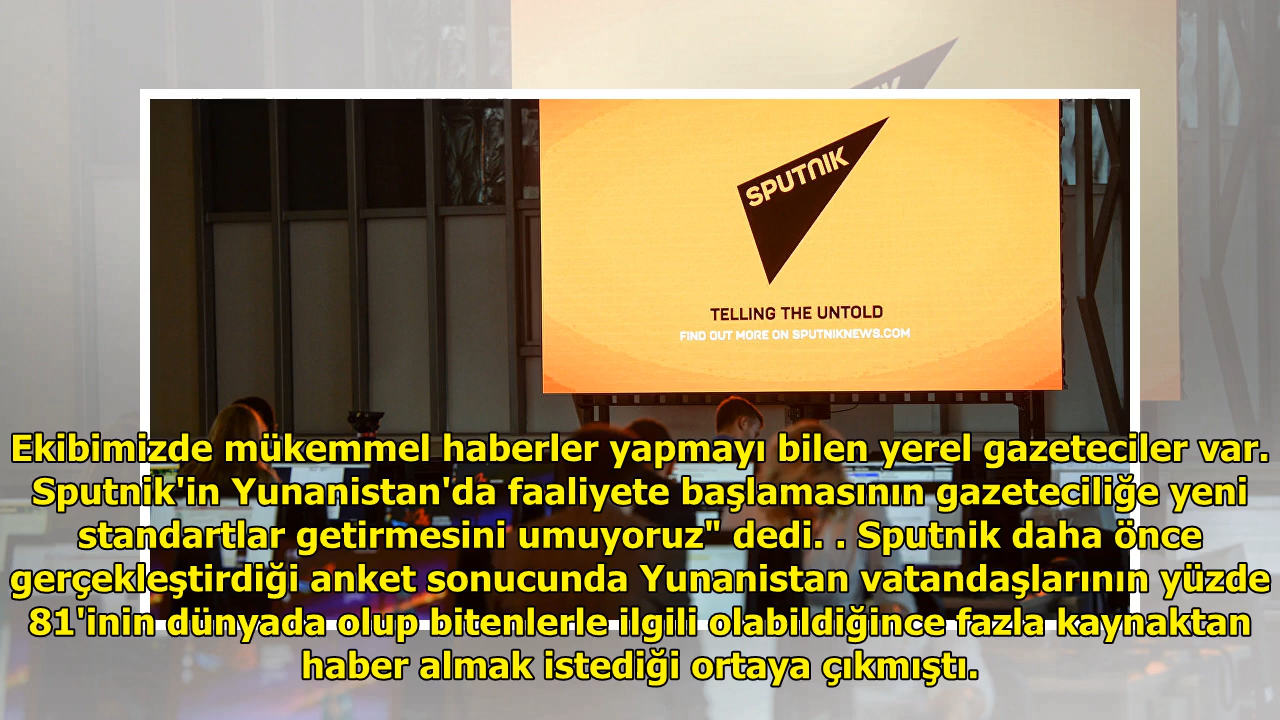 SPUTNIK
TELLING THE UNTOLD
FIND OUT MORE ON SPUTNIKNEWS.COM
Ekibimizde mükemmel haberler yapmayı bilen yerel gazeteciler var.
Sputnik'in Yunanistan'da faaliyete başlamasının gazeteciliğe yeni
standartlar getirmesini umuyoruz" dedi. . Sputnik daha önce
gerçekleştirdiği anket sonucunda Yunanistan vatandaşlarının yüzde
81'inin dünyada olup bitenlerle ilgili olabildiğince fazla kaynaktan
haber almak istediği ortaya çıkmıştı.